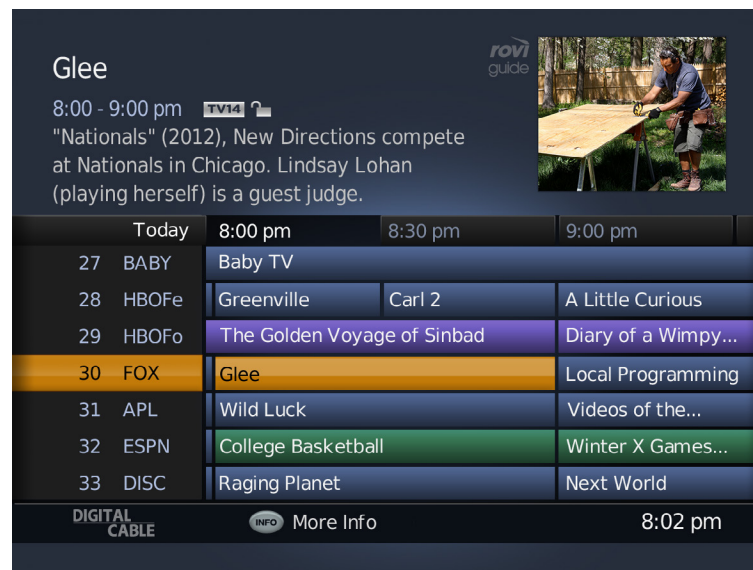 Glee
rovi
guide
8:00 - 9:00 pm TV14
"Nationals" (2012), New Directions compete
at Nationals in Chicago. Lindsay Lohan
(playing herself) is a guest judge.
Today 8:00 pm 8:30 pm 9:00 pm
27 BABY Baby TV
28 HBOFe Greenville Carl 2 A Little Curious
29 HBOFo The Golden Voyage of Sinbad Diary of a Wimpy...
30 FOX Glee Local Programming
31 APL Wild Luck Videos of the...
32 ESPN College Basketball Winter X Games...
33 DISC Raging Planet Next World
DIGITAL
CABLE
INFO More Info 8:02 pm